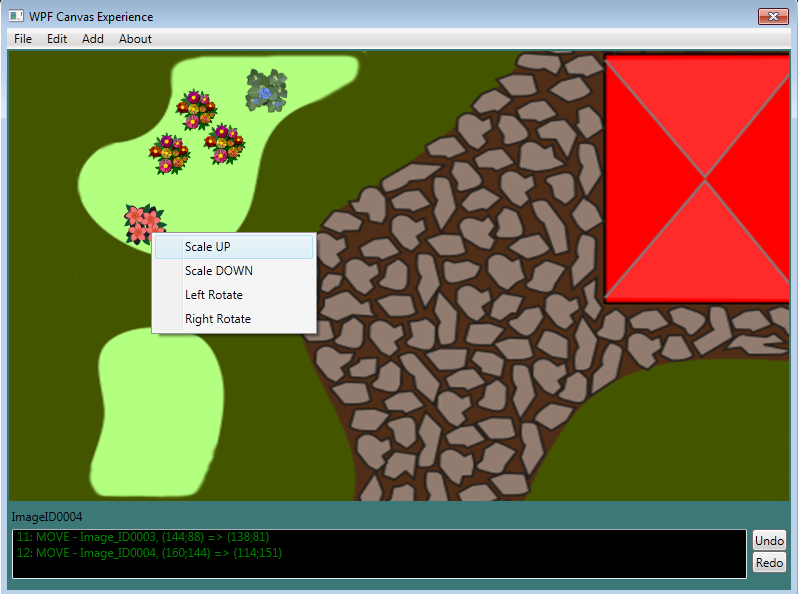 WPF Canvas Experience
File Edit Add About
Scale UP
Scale DOWN
Left Rotate
Right Rotate
ImageID0004
11: MOVE - Image_ID0003, (144;88) => (138;81)
12: MOVE - Image_ID0004, (160;144) => (114;151)
Undo
Redo